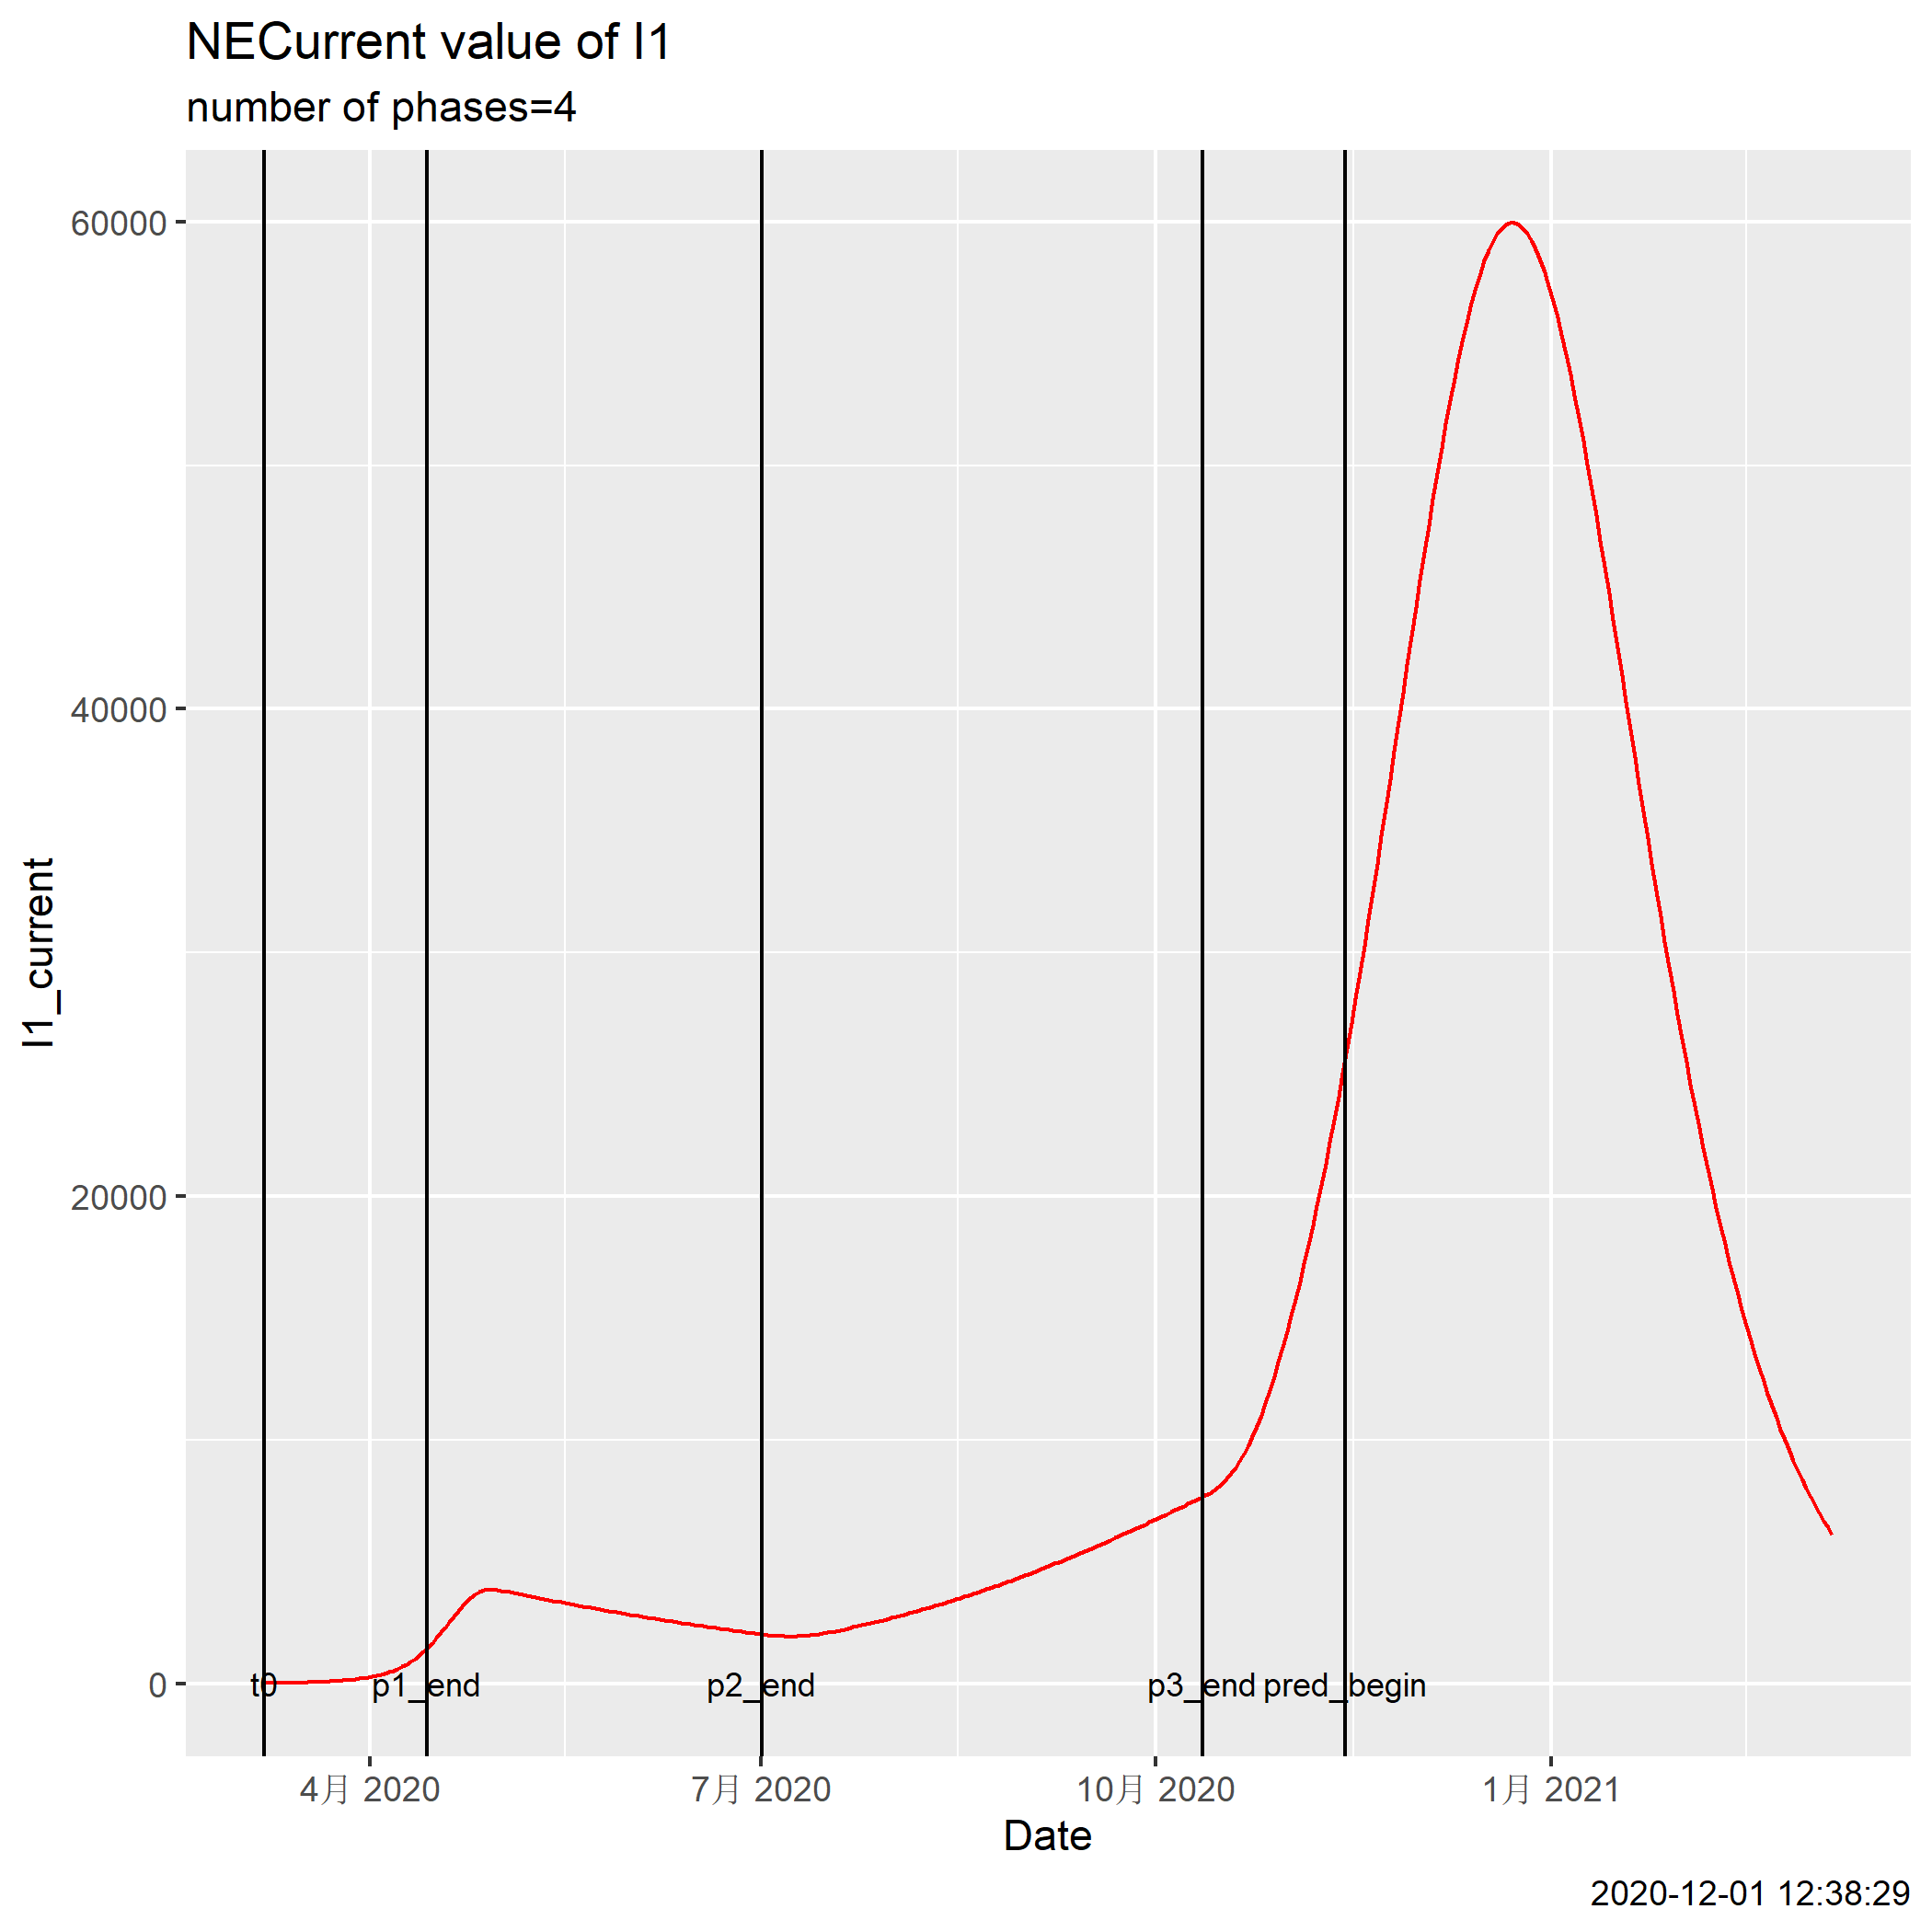 NECurrent value of I1
number of phases=4
60000
40000
20000
0
I1_current
t0
p1_end
p2_end
p3_end
pred_begin
4月 2020
7月 2020
10月 2020
1月 2021
Date
2020-12-01 12:38:29